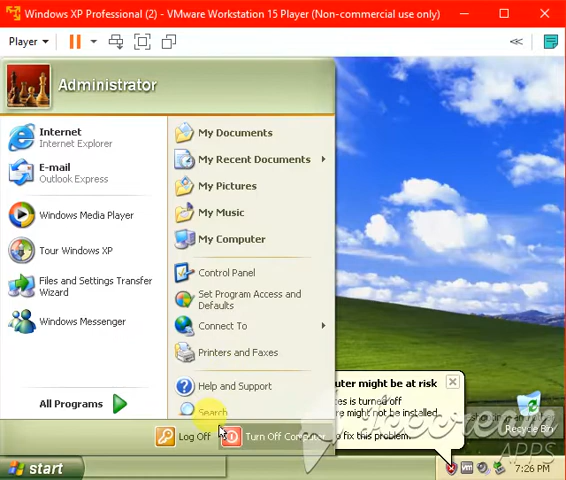 Windows XP Professional (2) - VMware Workstation 15 Player (Non-commercial use only)
Player
Administrator
Internet
Internet Explorer
E-mail
Outlook Express
Windows Media Player
Tour Windows XP
Files and Settings Transfer
Wizard
Windows Messenger
All Programs
My Documents
My Recent Documents
My Pictures
My Music
My Computer
Control Panel
Set Program Access and
Defaults
Connect To
Printers and Faxes
Help and Support
Search
Log Off
Turn Off Computer
might be at risk
is turned off
might not be installed.
to fix this problem.
Recycle Bin
icecream
APPS
start
7:26 PM